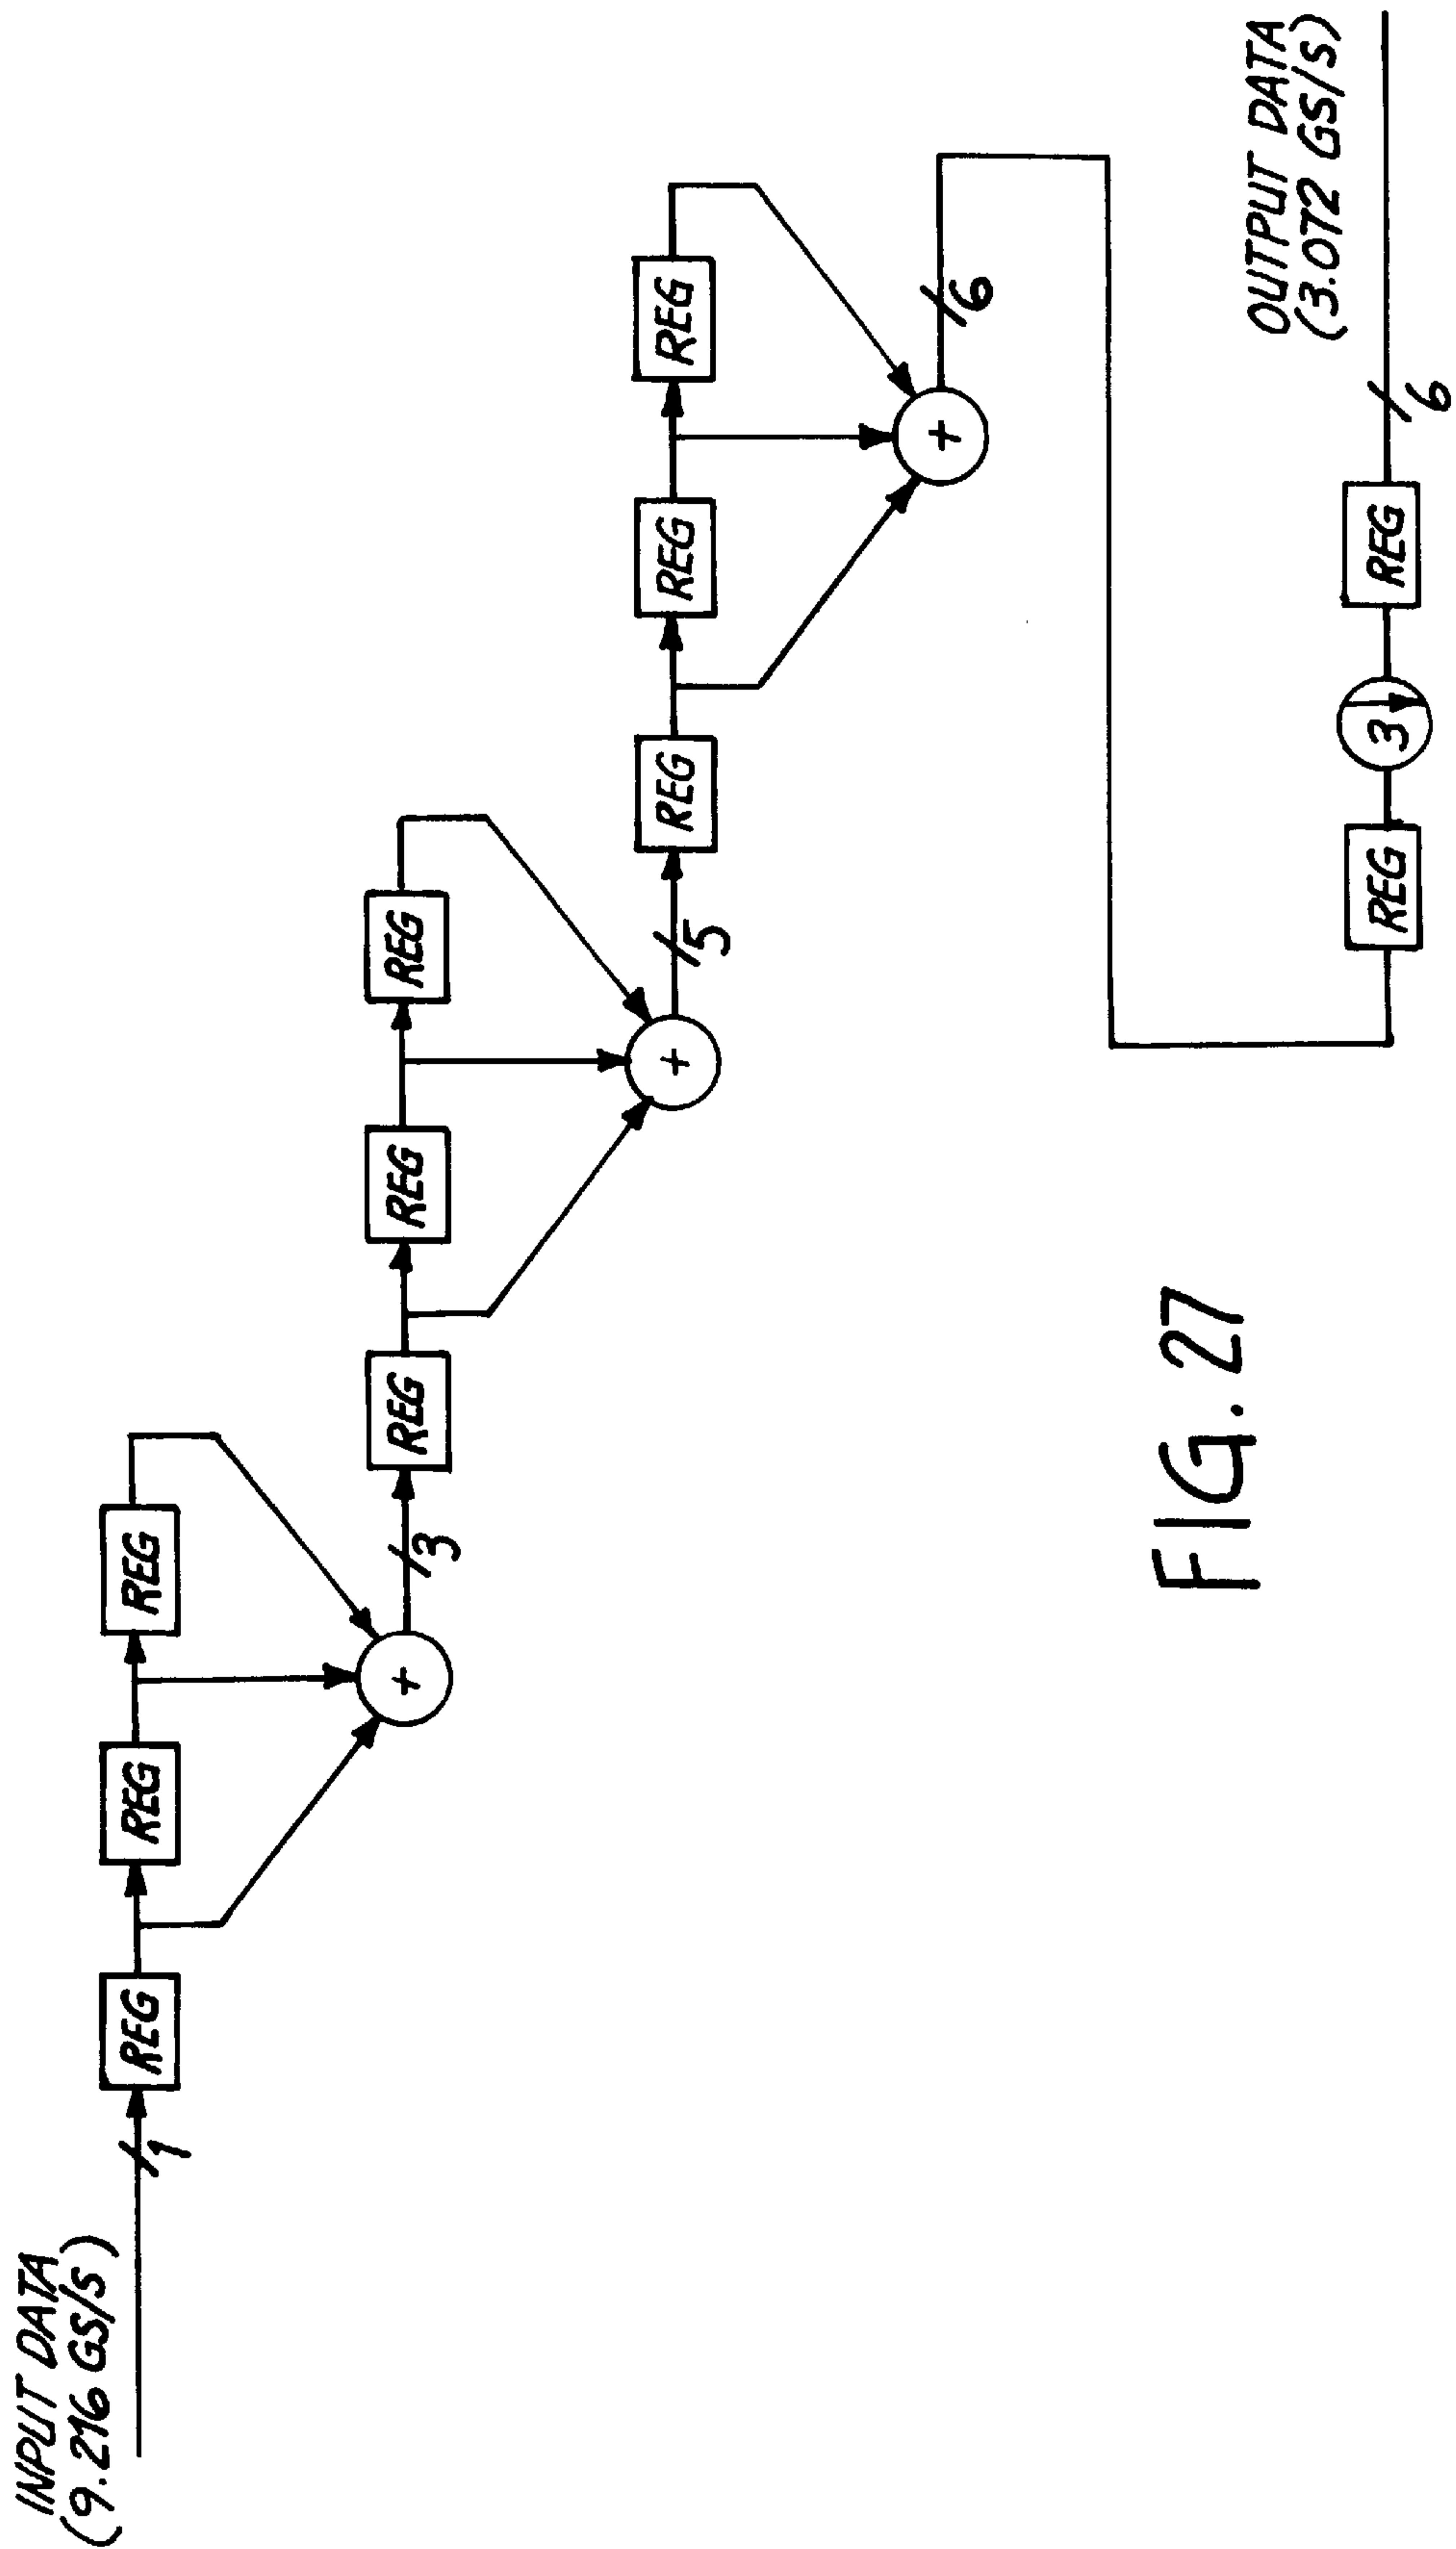 INPUT DATA
(9.216 GS/S)
1
REG
REG
REG
+
3
REG
REG
REG
+
5
REG
REG
REG
+
6
REG
3
REG
6
OUTPUT DATA
(3.072 GS/S)
FIG. 27